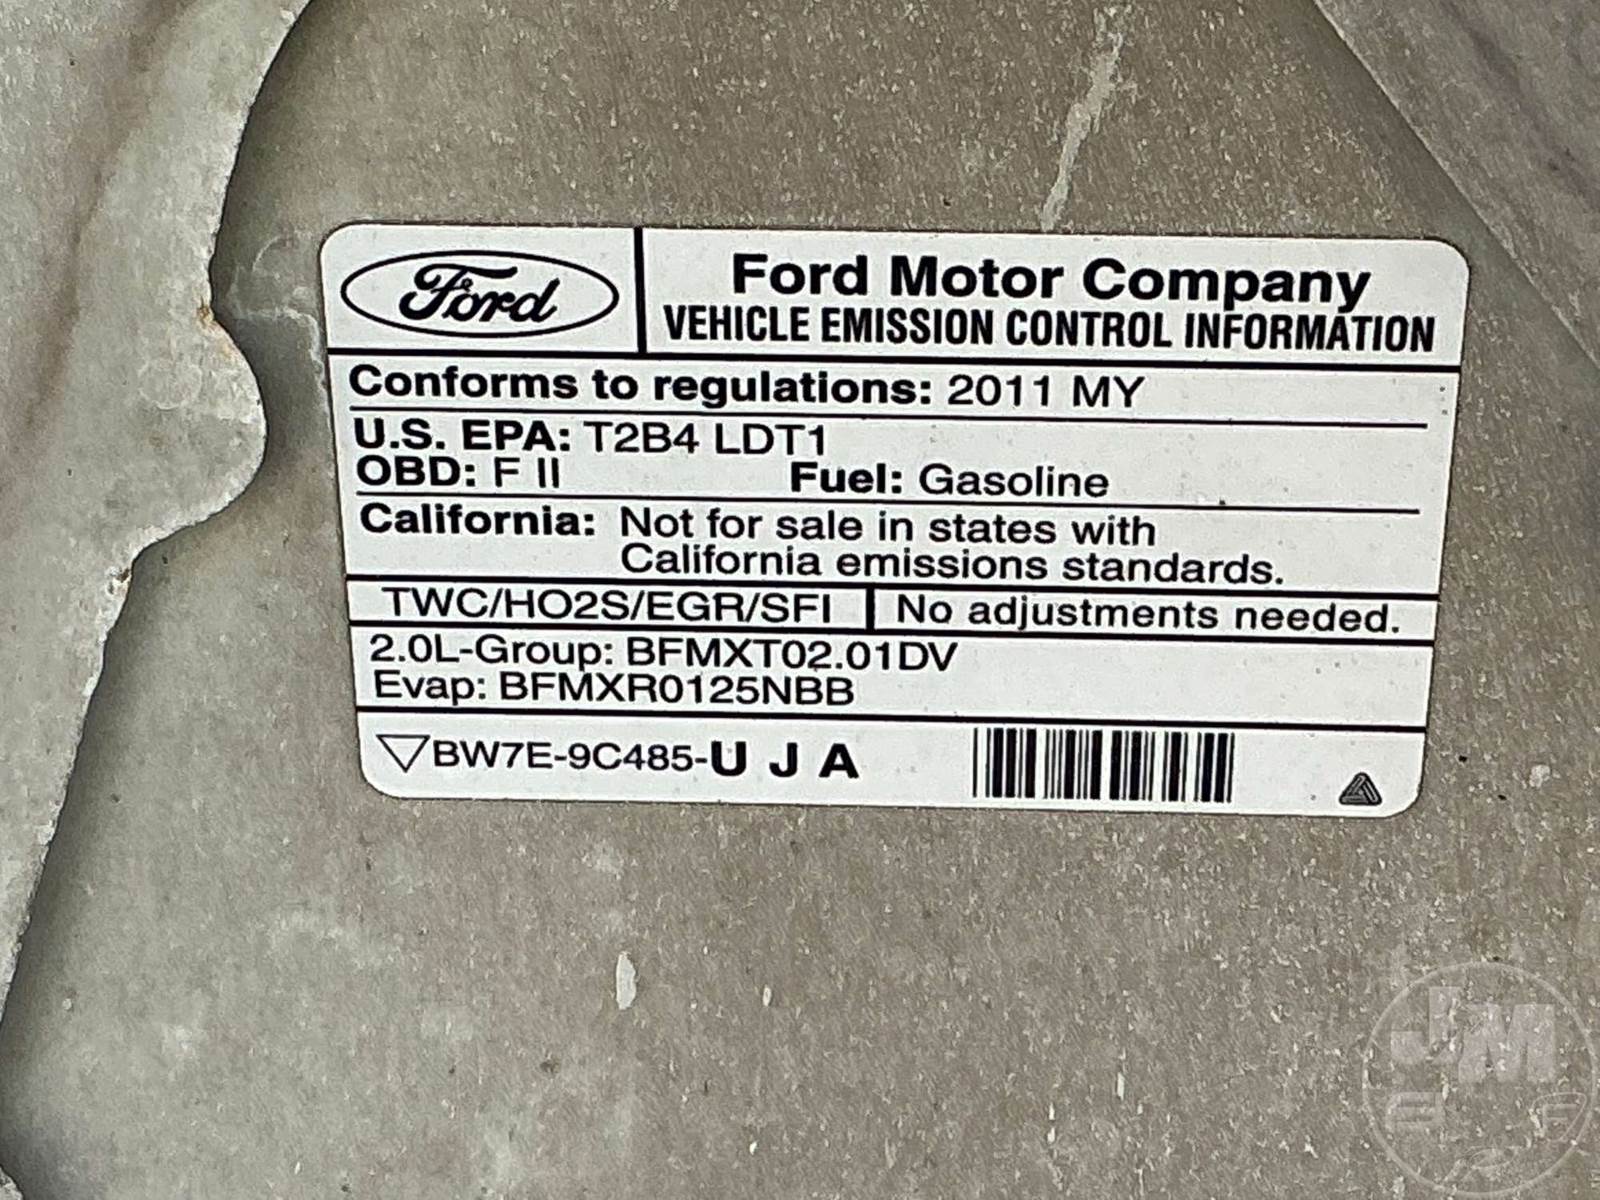 Ford
Ford Motor Company
VEHICLE EMISSION CONTROL INFORMATION
Conforms to regulations: 2011 MY
U.S. EPA: T2B4 LDT1
OBD: F II Fuel: Gasoline
California: Not for sale in states with
California emissions standards.
TWC/HO2S/EGR/SFI No adjustments needed.
2.0L-Group: BFMXT02.01DV
Evap: BFMXR0125NBB
BW7E-9C485-U J A
JM